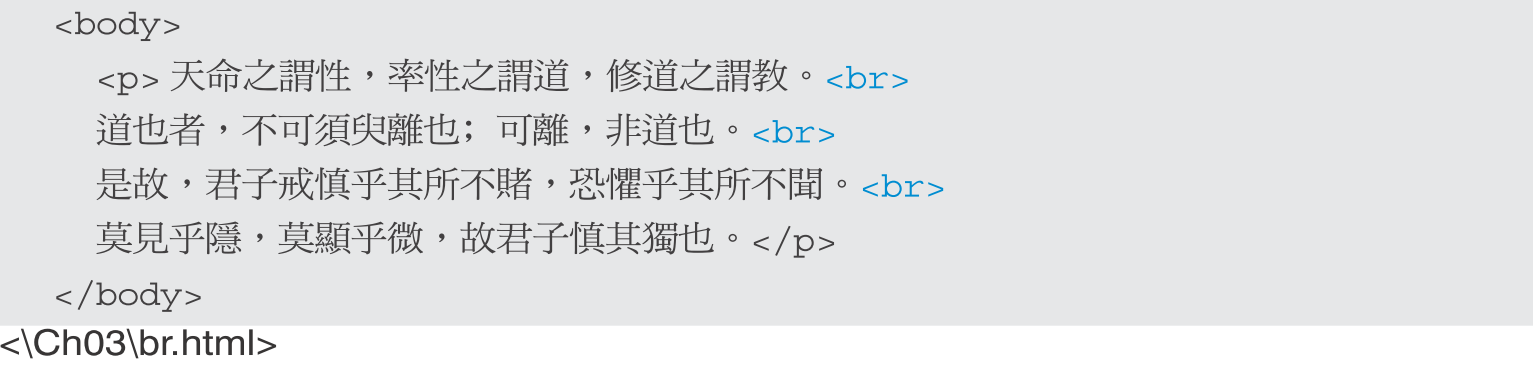 <body>
<p> 天命之謂性，率性之謂道，修道之謂教。<br>
道也者，不可須臾離也; 可離，非道也。<br>
是故，君子戒慎乎其所不賭，恐懼乎其所不聞。<br>
莫見乎隱，莫顯乎微，故君子慎其獨也。</p>
</body>
<\Ch03\br.html>